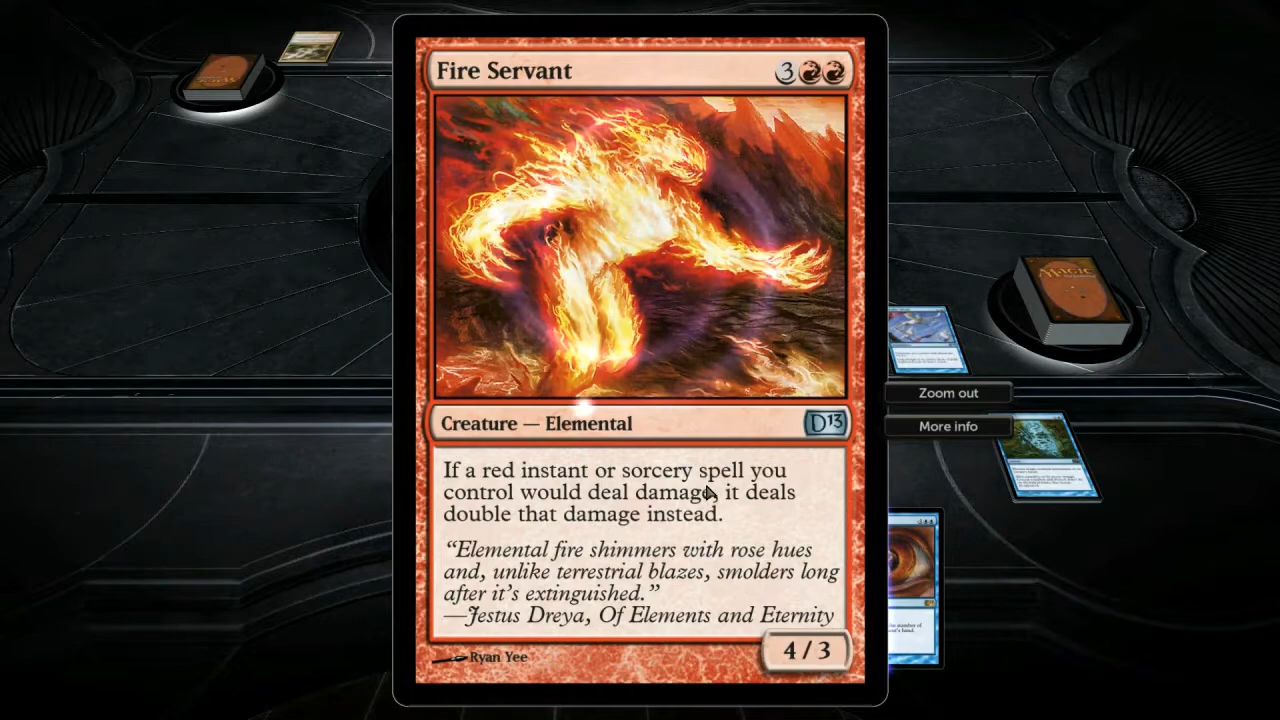 Fire Servant
3
Creature — Elemental
D13
If a red instant or sorcery spell you
control would deal damage, it deals
double that damage instead.
“Elemental fire shimmers with rose hues
and, unlike terrestrial blazes, smolders long
after it’s extinguished.”
—Jestus Dreya, Of Elements and Eternity
4 / 3
Ryan Yee
Zoom out
More info
MAGIC